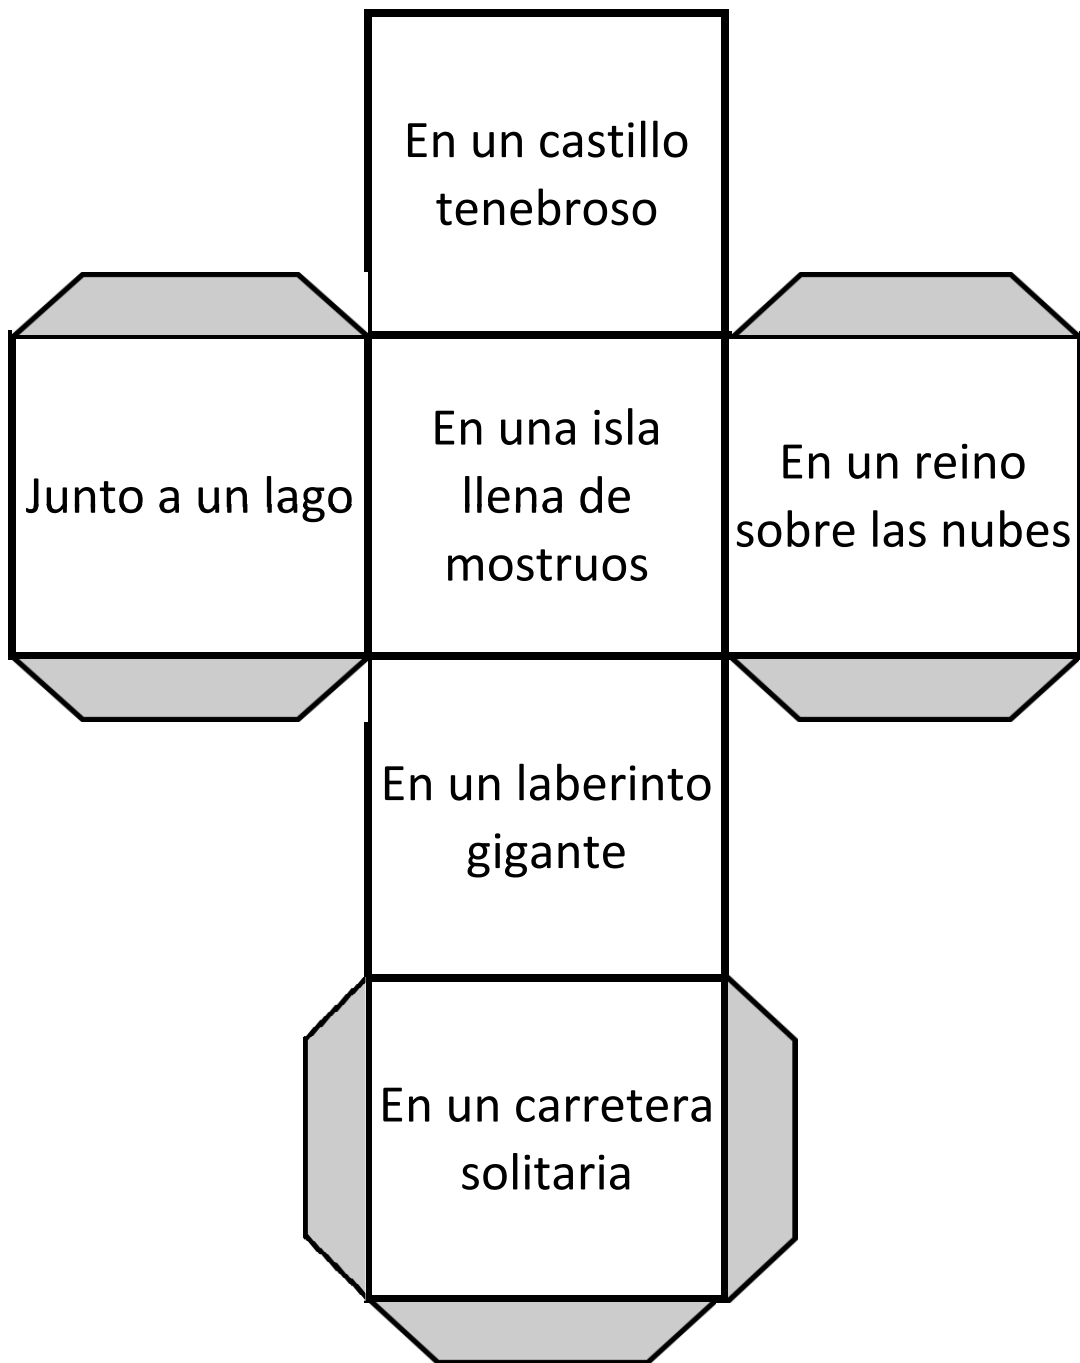 En un castillo
tenebroso
Junto a un lago
En una isla
llena de
mostruos
En un reino
sobre las nubes
En un laberinto
gigante
En un carretera
solitaria